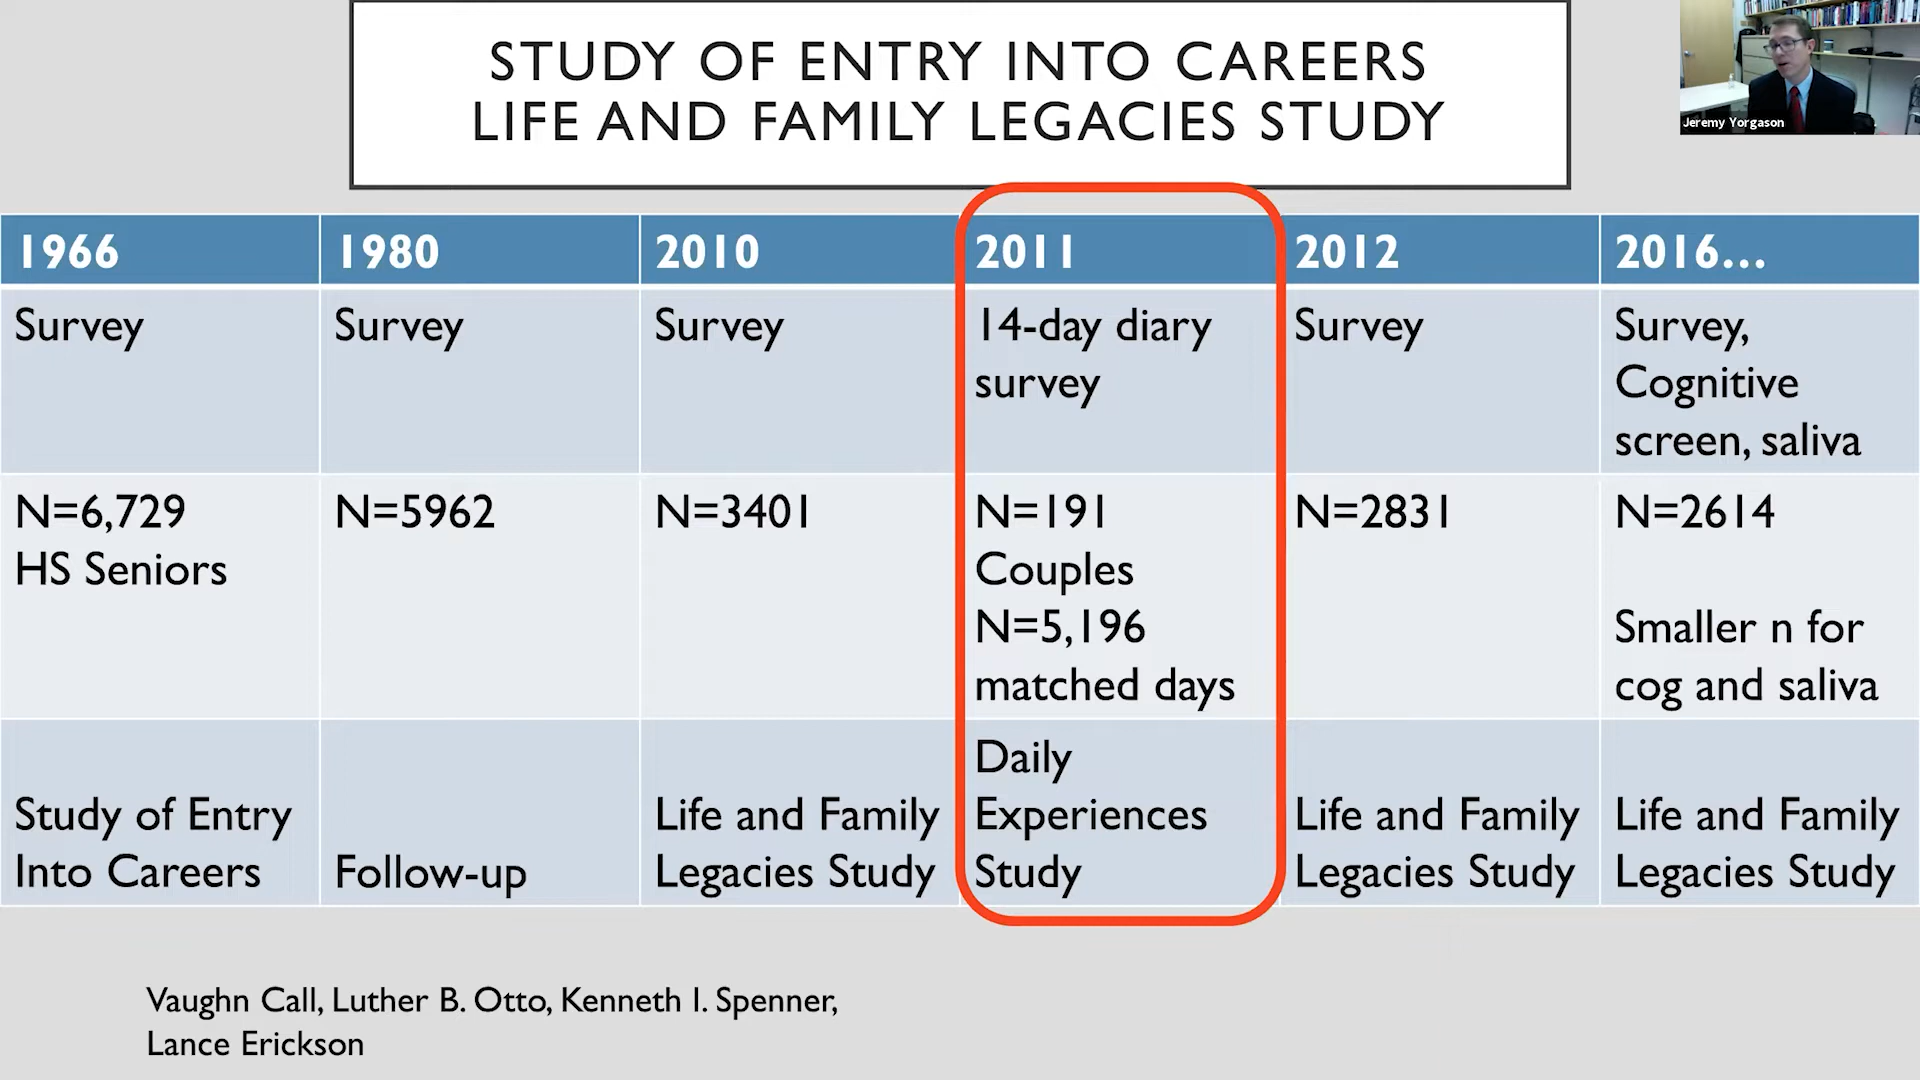 STUDY OF ENTRY INTO CAREERS
LIFE AND FAMILY LEGACIES STUDY
Jeremy Yorgason
1966
1980
2010
2011
2012
2016...
Survey
Survey
Survey
14-day diary
survey
Survey
Survey,
Cognitive
screen, saliva
N=6,729
HS Seniors
N=5962
N=3401
N=191
Couples
N=5,196
matched days
N=2831
N=2614
Smaller n for
cog and saliva
Study of Entry
Into Careers
Follow-up
Life and Family
Legacies Study
Daily
Experiences
Study
Life and Family
Legacies Study
Life and Family
Legacies Study
Vaughn Call, Luther B. Otto, Kenneth I. Spenner,
Lance Erickson